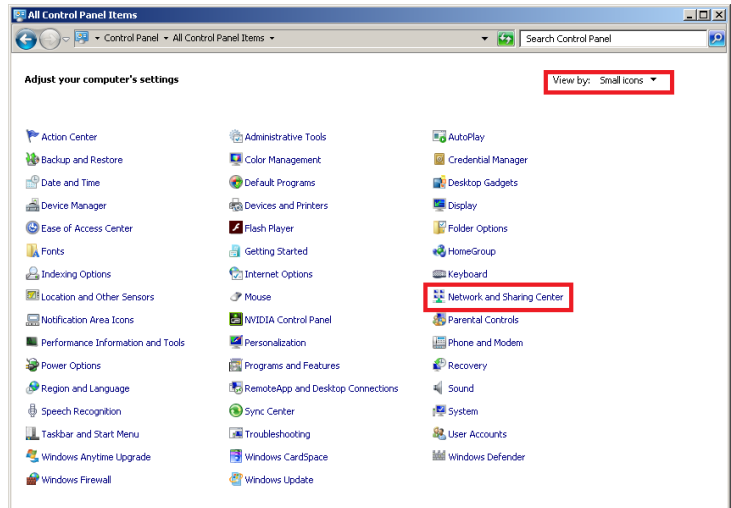 All Control Panel Items
Control Panel All Control Panel Items Search Control Panel
Adjust your computer's settings View by: Small icons
Action Center Administrative Tools AutoPlay
Backup and Restore Color Management Credential Manager
Date and Time Default Programs Desktop Gadgets
Device Manager Devices and Printers Display
Ease of Access Center Flash Player Folder Options
Fonts Getting Started HomeGroup
Indexing Options Internet Options Keyboard
Location and Other Sensors Mouse Network and Sharing Center
Notification Area Icons NVIDIA Control Panel Parental Controls
Performance Information and Tools Personalization Phone and Modem
Power Options Programs and Features Recovery
Region and Language RemoteApp and Desktop Connections Sound
Speech Recognition Sync Center System
Taskbar and Start Menu Troubleshooting User Accounts
Windows Anytime Upgrade Windows CardSpace Windows Defender
Windows Firewall Windows Update